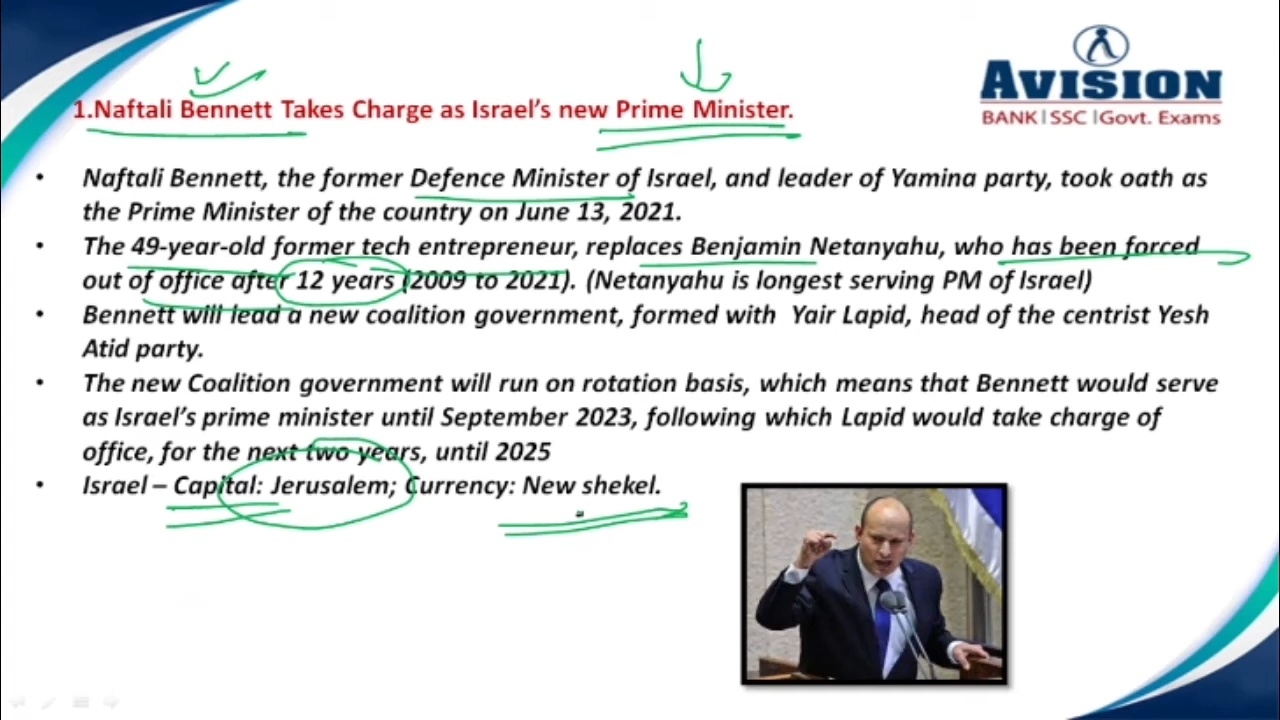 AVISION
BANK | SSC | Govt. Exams
1.Naftali Bennett Takes Charge as Israel's new Prime Minister.
• Naftali Bennett, the former Defence Minister of Israel, and leader of Yamina party, took oath as
the Prime Minister of the country on June 13, 2021.
• The 49-year-old former tech entrepreneur, replaces Benjamin Netanyahu, who has been forced
out of office after 12 years (2009 to 2021). (Netanyahu is longest serving PM of Israel)
• Bennett will lead a new coalition government, formed with Yair Lapid, head of the centrist Yesh
Atid party.
• The new Coalition government will run on rotation basis, which means that Bennett would serve
as Israel's prime minister until September 2023, following which Lapid would take charge of
office, for the next two years, until 2025
• Israel – Capital: Jerusalem; Currency: New shekel.